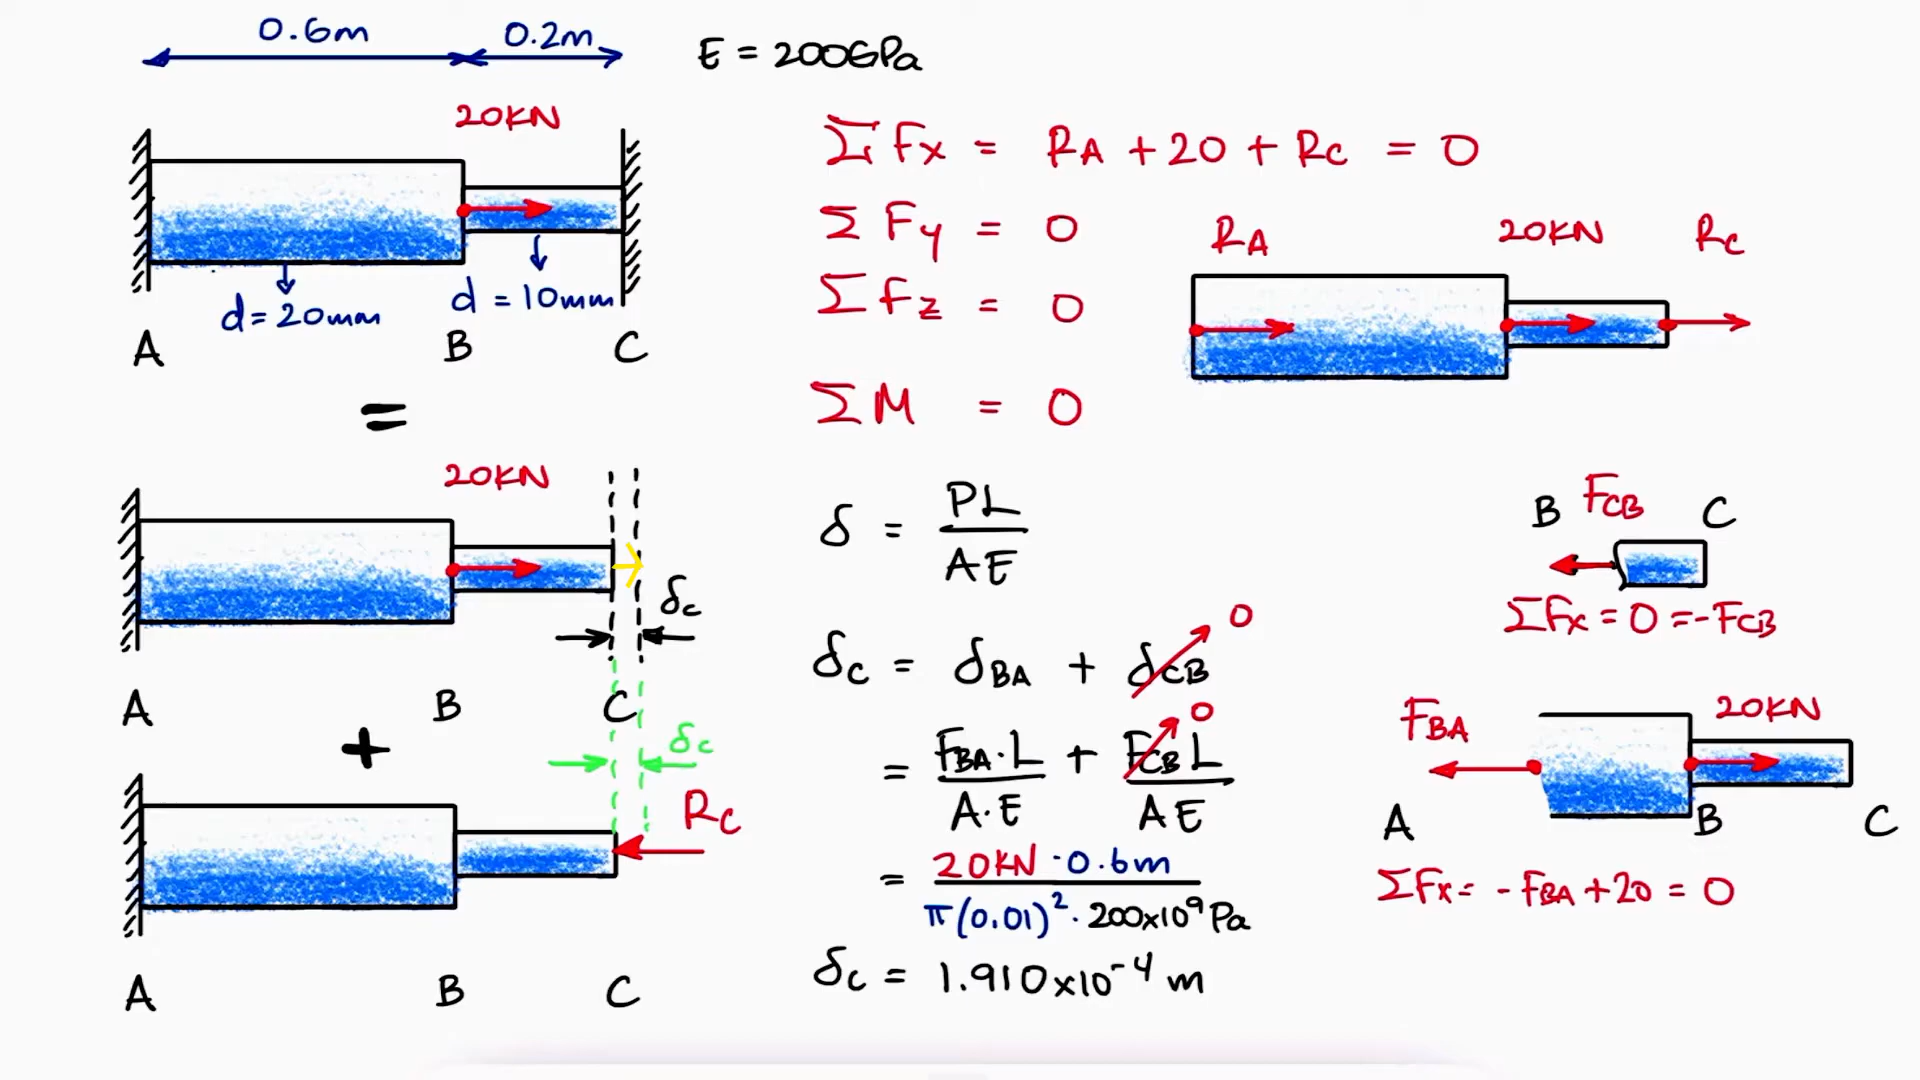 0.6m
0.2m
E = 200GPa
20KN
d = 20mm
d = 10mm
A
B
C
=
20KN
δc
A
B
C
+
δc
Rc
A
B
C
ΣFx = RA + 20 + Rc = 0
ΣFy = 0
ΣFz = 0
ΣM = 0
RA
20KN
Rc
δ = PL / AE
δc = δBA + δCB 0
= FBA·L / A·E + FCB L / AE 0
= 20KN · 0.6m / π(0.01)² · 200x10⁹ Pa
δc = 1.910x10⁻⁴ m
B
FCB
C
ΣFx = 0 = -FCB
FBA
20KN
A
B
C
ΣFx = -FBA + 20 = 0